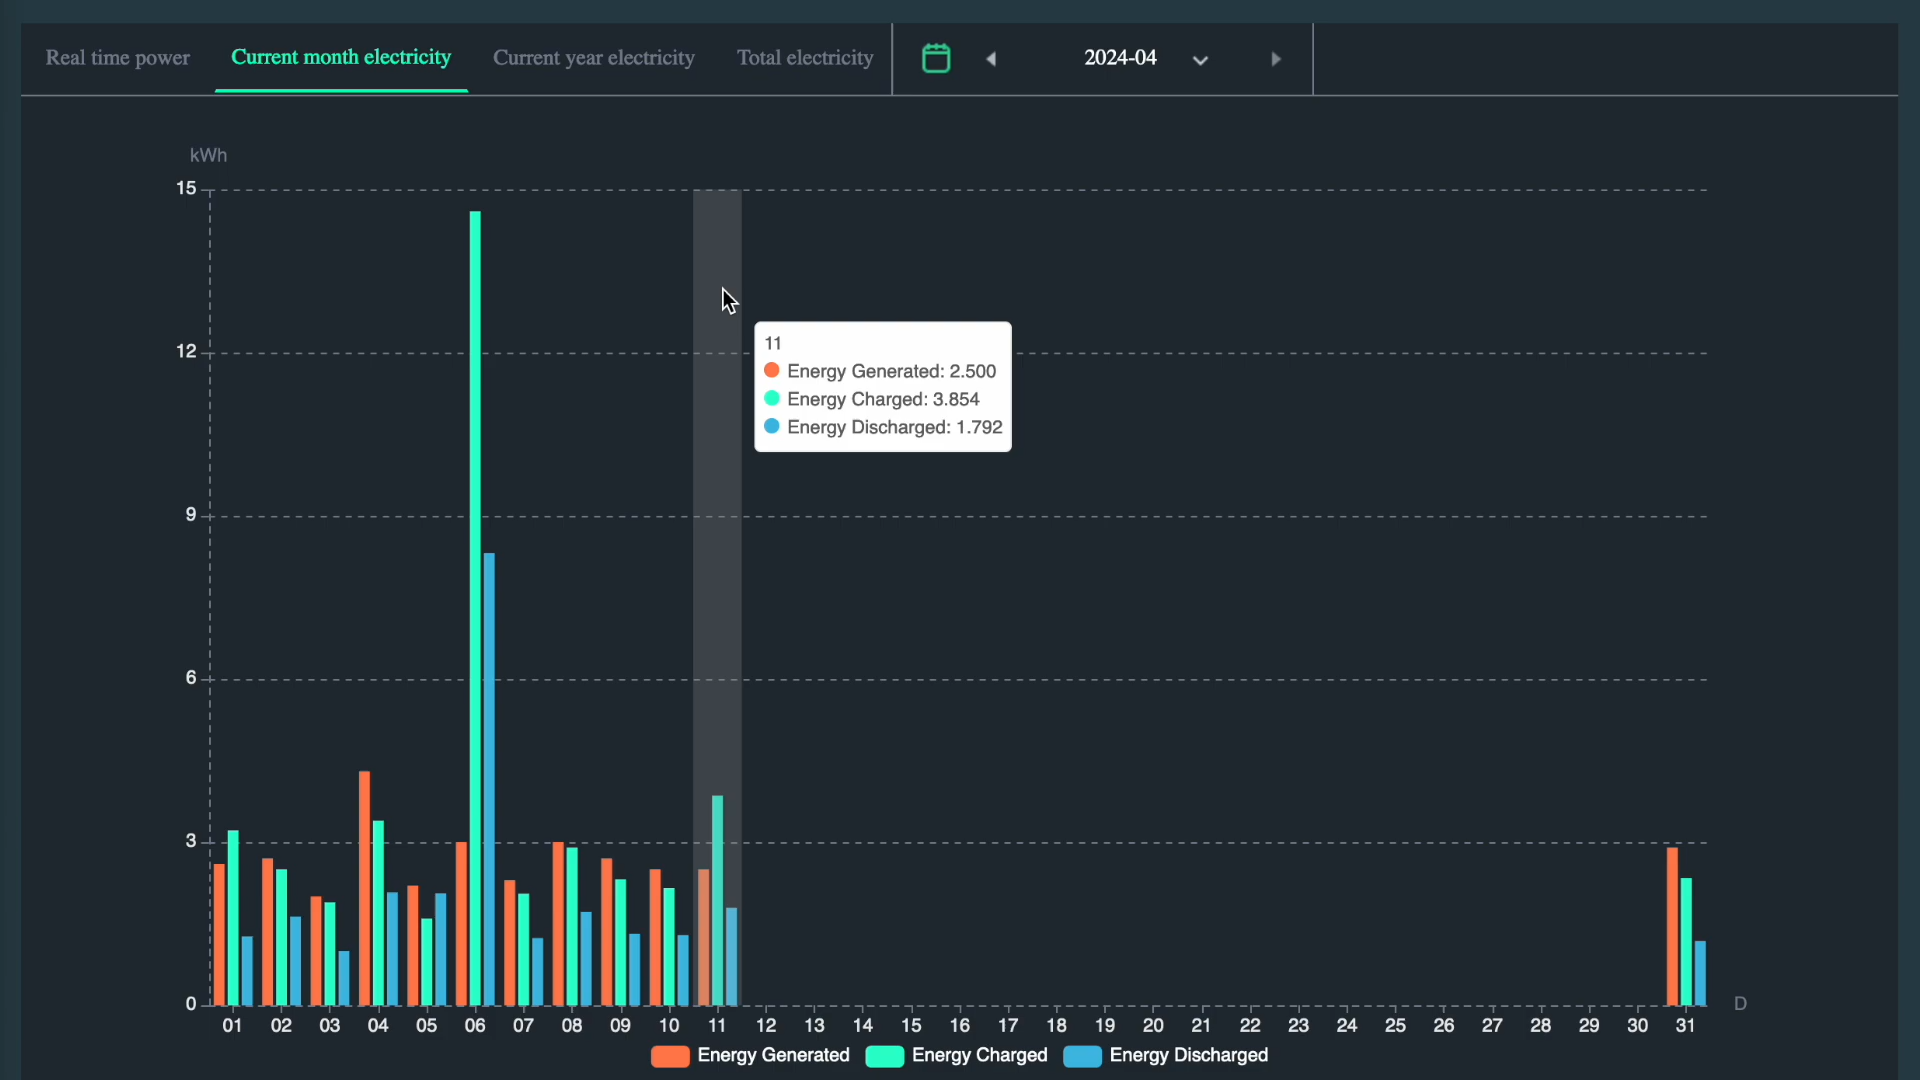 Real time power Current month electricity Current year electricity Total electricity 2024-04
kWh
15
12
9
6
3
0
11
Energy Generated: 2.500
Energy Charged: 3.854
Energy Discharged: 1.792
D
01 02 03 04 05 06 07 08 09 10 11 12 13 14 15 16 17 18 19 20 21 22 23 24 25 26 27 28 29 30 31
Energy Generated Energy Charged Energy Discharged